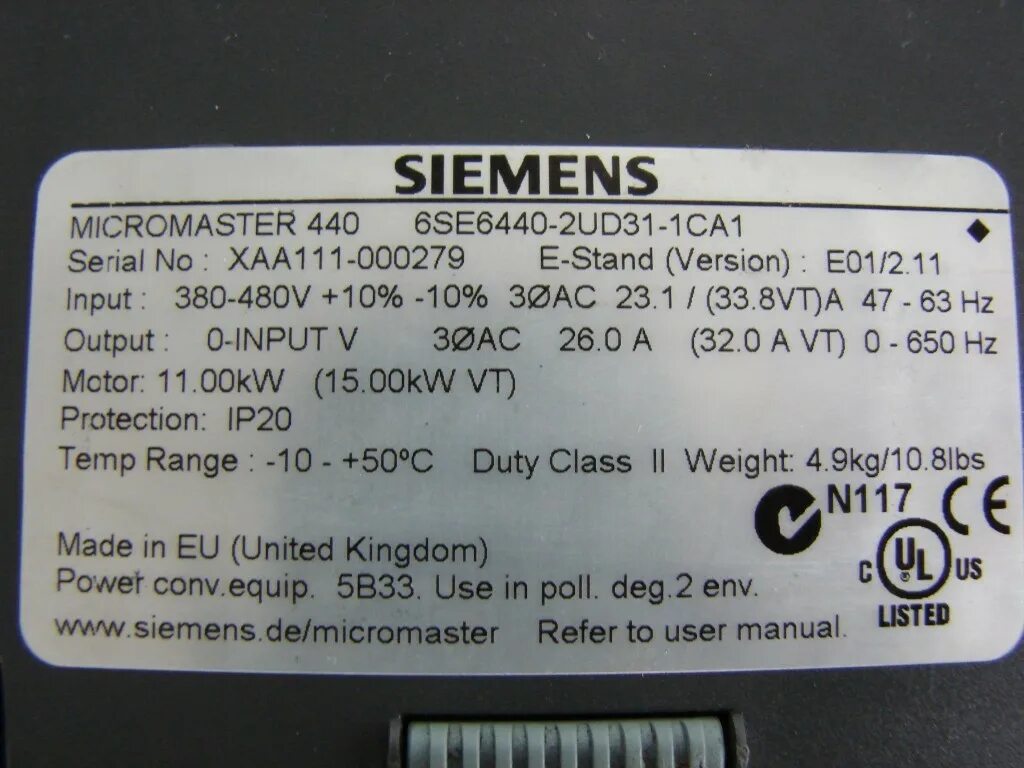 SIEMENS
MICROMASTER 440 6SE6440-2UD31-1CA1
Serial No : XAA111-000279 E-Stand (Version) : E01/2.11
Input : 380-480V +10% -10% 3ØAC 23.1 / (33.8VT)A 47 - 63 Hz
Output : 0-INPUT V 3ØAC 26.0 A (32.0 A VT) 0 - 650 Hz
Motor: 11.00kW (15.00kW VT)
Protection: IP20
Temp Range : -10 - +50ºC Duty Class II Weight: 4.9kg/10.8lbs
N117 CE
Made in EU (United Kingdom)
Power conv.equip. 5B33. Use in poll. deg.2 env.
C UL® US
LISTED
www.siemens.de/micromaster Refer to user manual.